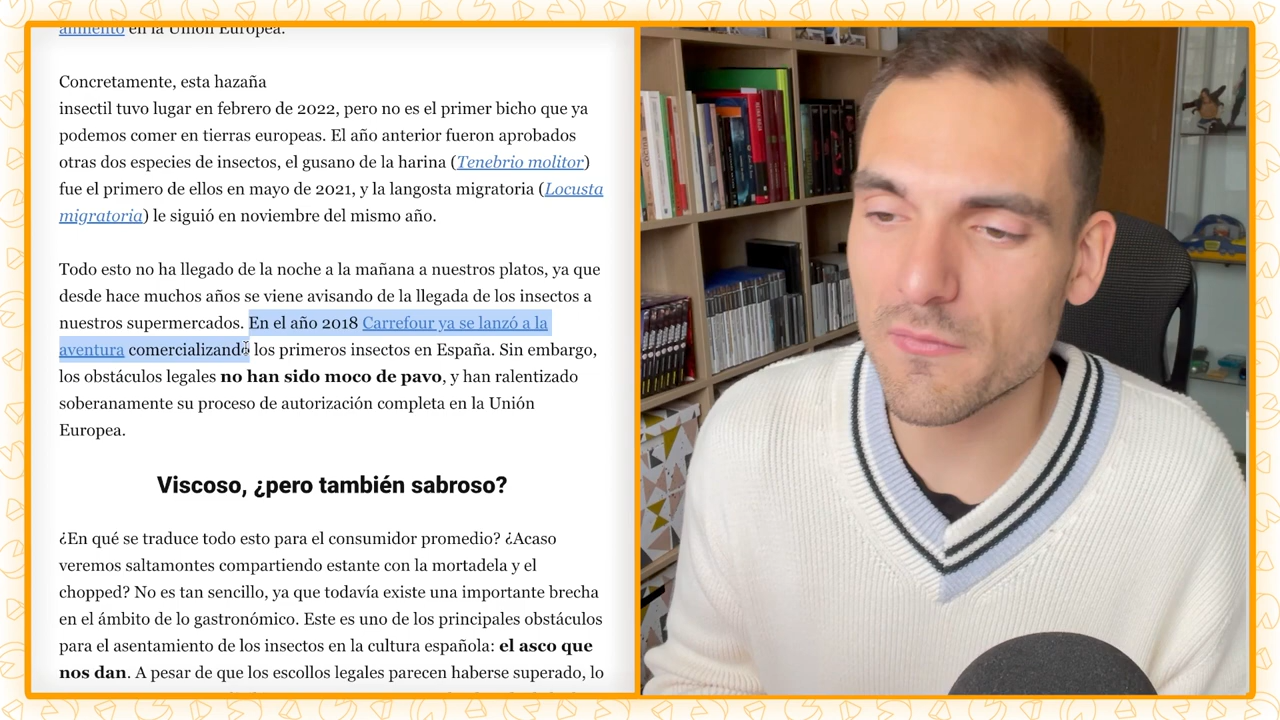 alimento en la Unión Europea.
Concretamente, esta hazaña
insectil tuvo lugar en febrero de 2022, pero no es el primer bicho que ya
podemos comer en tierras europeas. El año anterior fueron aprobados
otras dos especies de insectos, el gusano de la harina (Tenebrio molitor)
fue el primero de ellos en mayo de 2021, y la langosta migratoria (Locusta
migratoria) le siguió en noviembre del mismo año.
Todo esto no ha llegado de la noche a la mañana a nuestros platos, ya que
desde hace muchos años se viene avisando de la llegada de los insectos a
nuestros supermercados. En el año 2018 Carrefour ya se lanzó a la
aventura comercializando los primeros insectos en España. Sin embargo,
los obstáculos legales no han sido moco de pavo, y han ralentizado
soberanamente su proceso de autorización completa en la Unión
Europea.
Viscoso, ¿pero también sabroso?
¿En qué se traduce todo esto para el consumidor promedio? ¿Acaso
veremos saltamontes compartiendo estante con la mortadela y el
chopped? No es tan sencillo, ya que todavía existe una importante brecha
en el ámbito de lo gastronómico. Este es uno de los principales obstáculos
para el asentamiento de los insectos en la cultura española: el asco que
nos dan. A pesar de que los escollos legales parecen haberse superado, lo